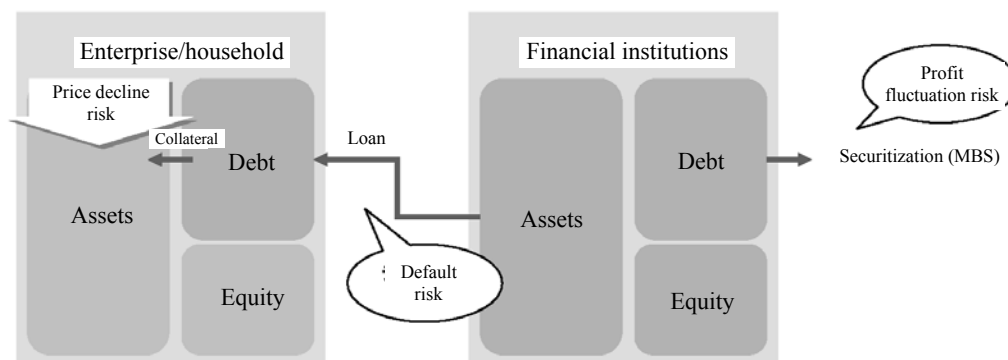 Enterprise/household
Price decline
risk
Collateral
Debt
Assets
Equity
Loan
Default
risk
Financial institutions
Assets
Debt
Equity
Profit
fluctuation risk
Securitization (MBS)